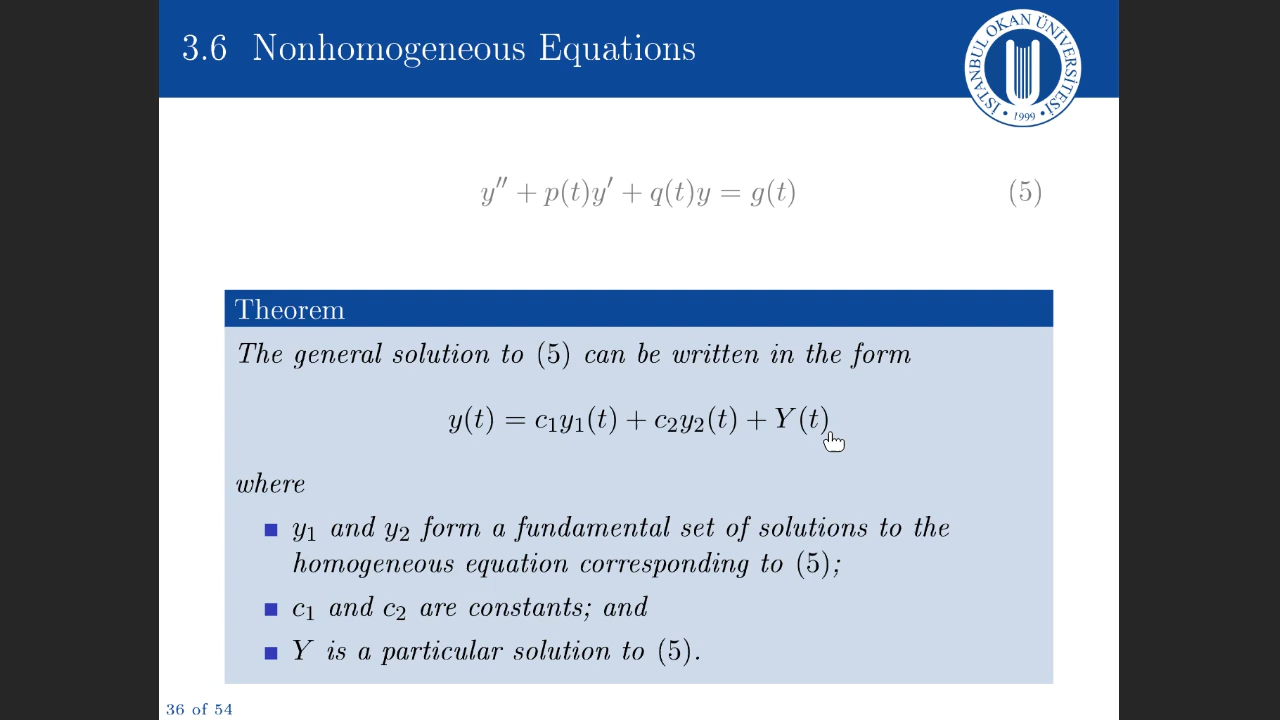 3.6 Nonhomogeneous Equations
İSTANBUL OKAN ÜNİVERSİTESİ
• 1999 •
y″ + p(t)y′ + q(t)y = g(t) (5)
Theorem
The general solution to (5) can be written in the form
y(t) = c₁y₁(t) + c₂y₂(t) + Y(t)
where
■ y₁ and y₂ form a fundamental set of solutions to the
homogeneous equation corresponding to (5);
■ c₁ and c₂ are constants; and
■ Y is a particular solution to (5).
36 of 54